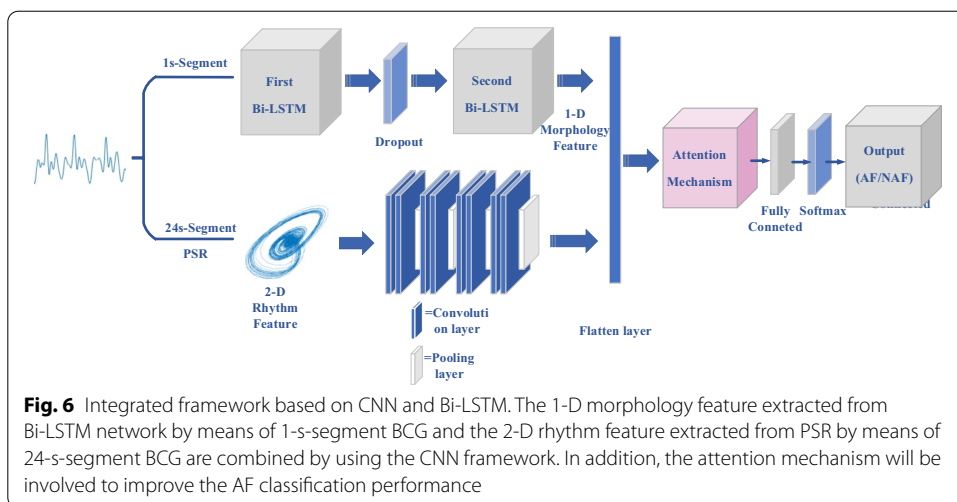 1s-Segment
First
Bi-LSTM
Dropout
Second
Bi-LSTM
1-D
Morphology
Feature
Attention
Mechanism
Fully
Conneted
Softmax
Output
(AF/NAF)
24s-Segment
PSR
2-D
Rhythm
Feature
=Convoluti
on layer
=Pooling
layer
Flatten layer
Fig. 6 Integrated framework based on CNN and Bi-LSTM. The 1-D morphology feature extracted from
Bi-LSTM network by means of 1-s-segment BCG and the 2-D rhythm feature extracted from PSR by means of
24-s-segment BCG are combined by using the CNN framework. In addition, the attention mechanism will be
involved to improve the AF classification performance